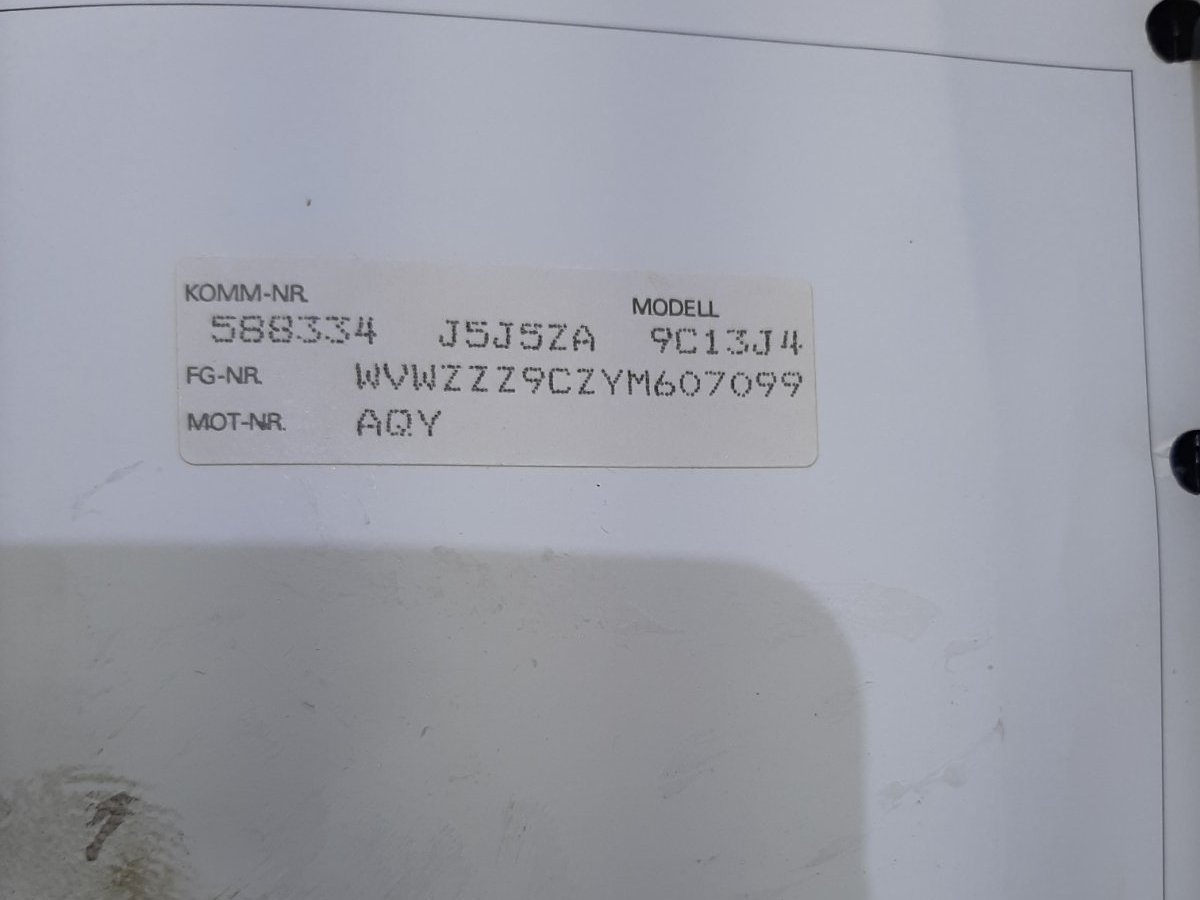 KOMM-NR.
MODELL
588334 J5J5ZA 9C13J4
FG-NR. WVWZZZ9CZYM607099
MOT-NR. AQY